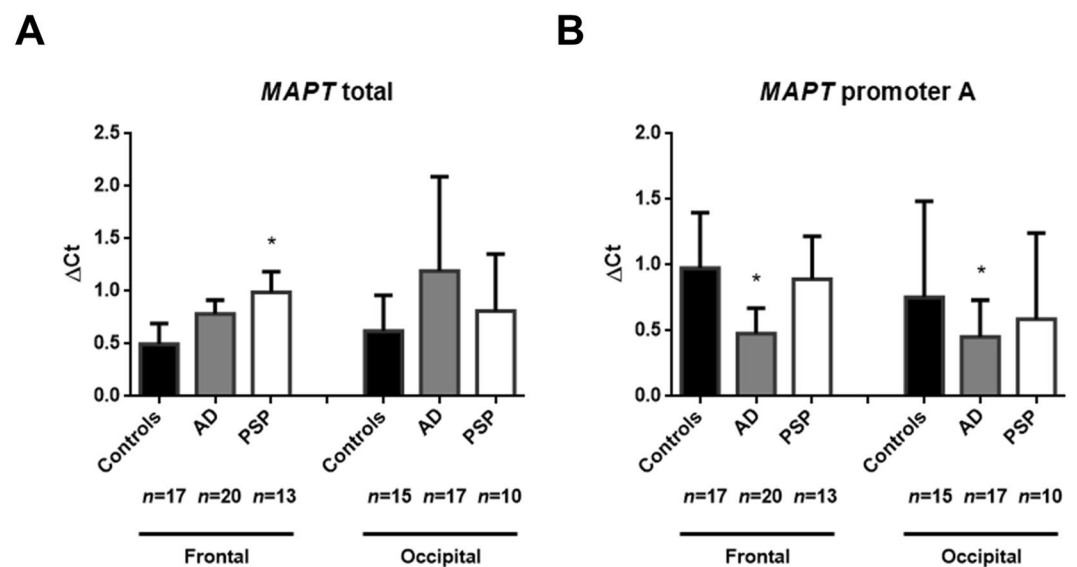 A
MAPT total
2.5
2.0
1.5
1.0
0.5
0.0
ΔCt
*
Controls
AD
PSP
Controls
AD
PSP
n=17 n=20 n=13
n=15 n=17 n=10
Frontal
Occipital
B
MAPT promoter A
2.0
1.5
1.0
0.5
0.0
ΔCt
*
*
Controls
AD
PSP
Controls
AD
PSP
n=17 n=20 n=13
n=15 n=17 n=10
Frontal
Occipital